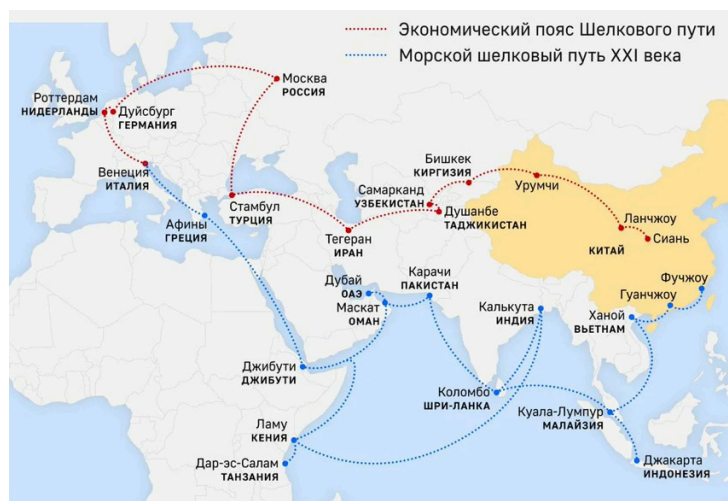 Экономический пояс Шелкового пути
Морской шелковый путь XXI века
Москва
РОССИЯ
Роттердам
НИДЕРЛАНДЫ
Дуйсбург
ГЕРМАНИЯ
Венеция
ИТАЛИЯ
Стамбул
ТУРЦИЯ
Афины
ГРЕЦИЯ
Бишкек
КИРГИЗИЯ
Самарканд
УЗБЕКИСТАН
Душанбе
ТАДЖИКИСТАН
Урумчи
Ланчжоу
Сиань
КИТАЙ
Тегеран
ИРАН
Дубай
ОАЭ
Маскат
ОМАН
Карачи
ПАКИСТАН
Калькута
ИНДИЯ
Фучжоу
Гуанчжоу
Ханой
ВЬЕТНАМ
Джибути
ДЖИБУТИ
Коломбо
ШРИ-ЛАНКА
Куала-Лумпур
МАЛАЙЗИЯ
Ламу
КЕНИЯ
Дар-эс-Салам
ТАНЗАНИЯ
Джакарта
ИНДОНЕЗИЯ